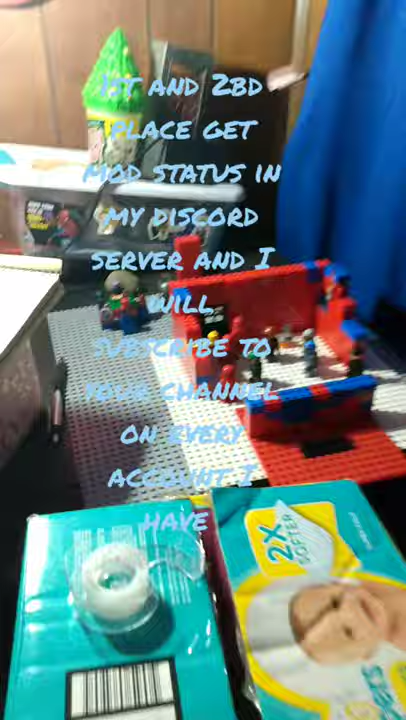 1ST AND 2BD
PLACE GET
MOD STATUS IN
MY DISCORD
SERVER AND I
WILL
SUBSCRIBE TO
YOUR CHANNEL
ON EVERY
ACCOUNT I
HAVE
2X
SOFTER